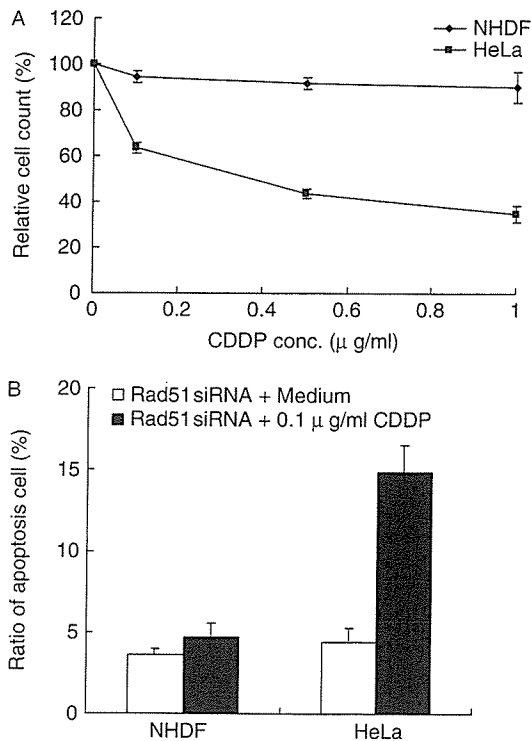 A
NHDF
HeLa
Relative cell count (%)
120
100
80
60
40
20
0
0
0.2
0.4
0.6
0.8
1
CDDP conc. (μ g/ml)
B
Rad51siRNA + Medium
Rad51siRNA + 0.1 μ g/ml CDDP
Ratio of apoptosis cell (%)
20
15
10
5
0
NHDF
HeLa